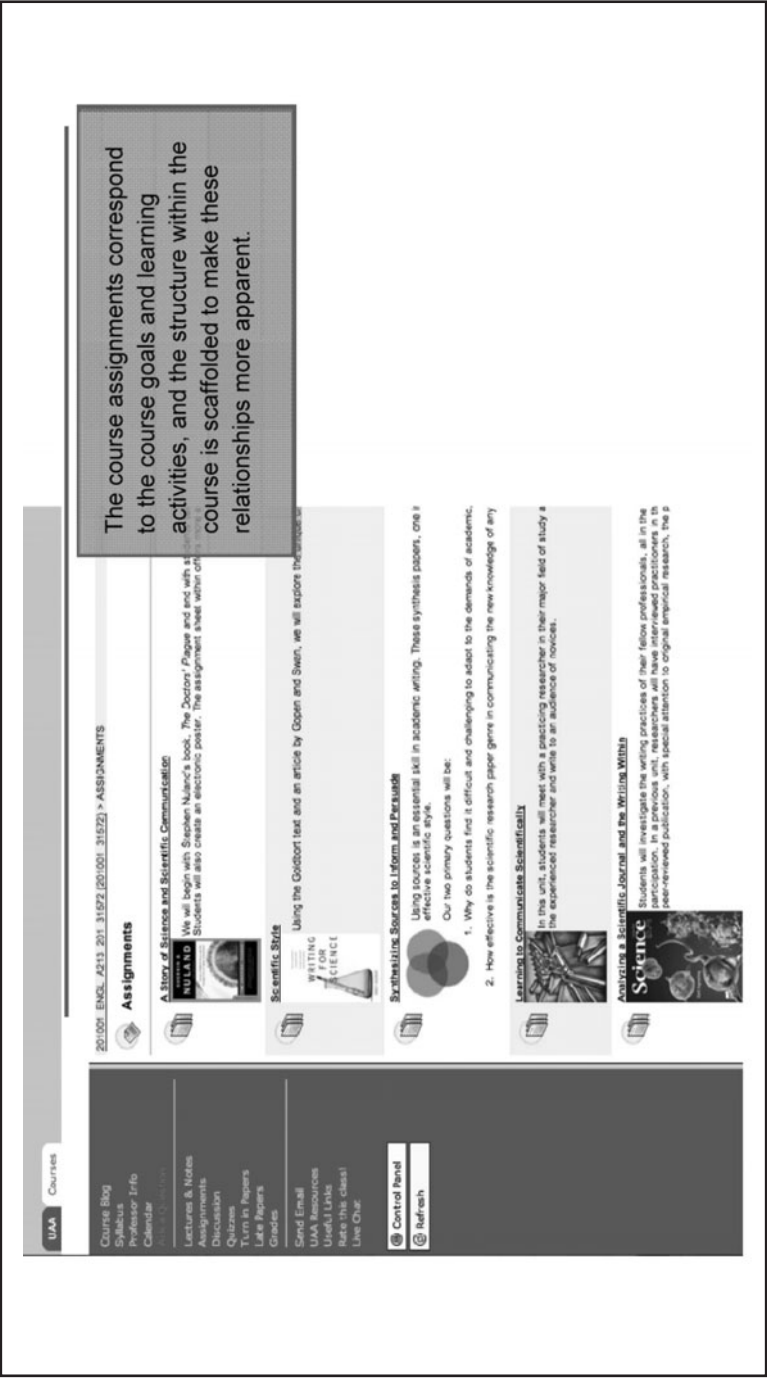 UAA Courses
Course Blog
Syllabus
Professor Info
Calendar
Ask a Question
Lectures & Notes
Assignments
Discussion
Quizzes
Turn in Papers
Late Papers
Grades
Send Email
UAA Resources
Useful Links
Rate this class!
Live Chat
Control Panel
Refresh
201001 ENGL A213 201 31572 (201001 31572) > ASSIGNMENTS
Assignments
A Story of Science and Scientific Communication
We will begin with Stephen Nuland's book, The Doctors' Plague and end with
Students will also create an electronic poster. The assignment sheet within
NULAND
Scientific Style
Using the Goldbort text and an article by Gopen and Swan, we will explore the unique
WRITING
FOR
SCIENCE
Synthesizing Sources to Inform and Persuade
Using sources is an essential skill in academic writing. These synthesis papers, one
effective scientific style.
Our two primary questions will be:
1. Why do students find it difficult and challenging to adapt to the demands of academic,
2. How effective is the scientific research paper genre in communicating the new knowledge of any
Learning to Communicate Scientifically
In this unit, students will meet with a practicing researcher in their major field of study a
the experienced researcher and write to an audience of novices.
Analyzing a Scientific Journal and the Writing Within
Students will investigate the writing practices of their fellow professionals, all in the
participation. In a previous unit, researchers will have interviewed practitioners in th
peer-reviewed publication, with special attention to original empirical research, the p
Science
The course assignments correspond
to the course goals and learning
activities, and the structure within the
course is scaffolded to make these
relationships more apparent.